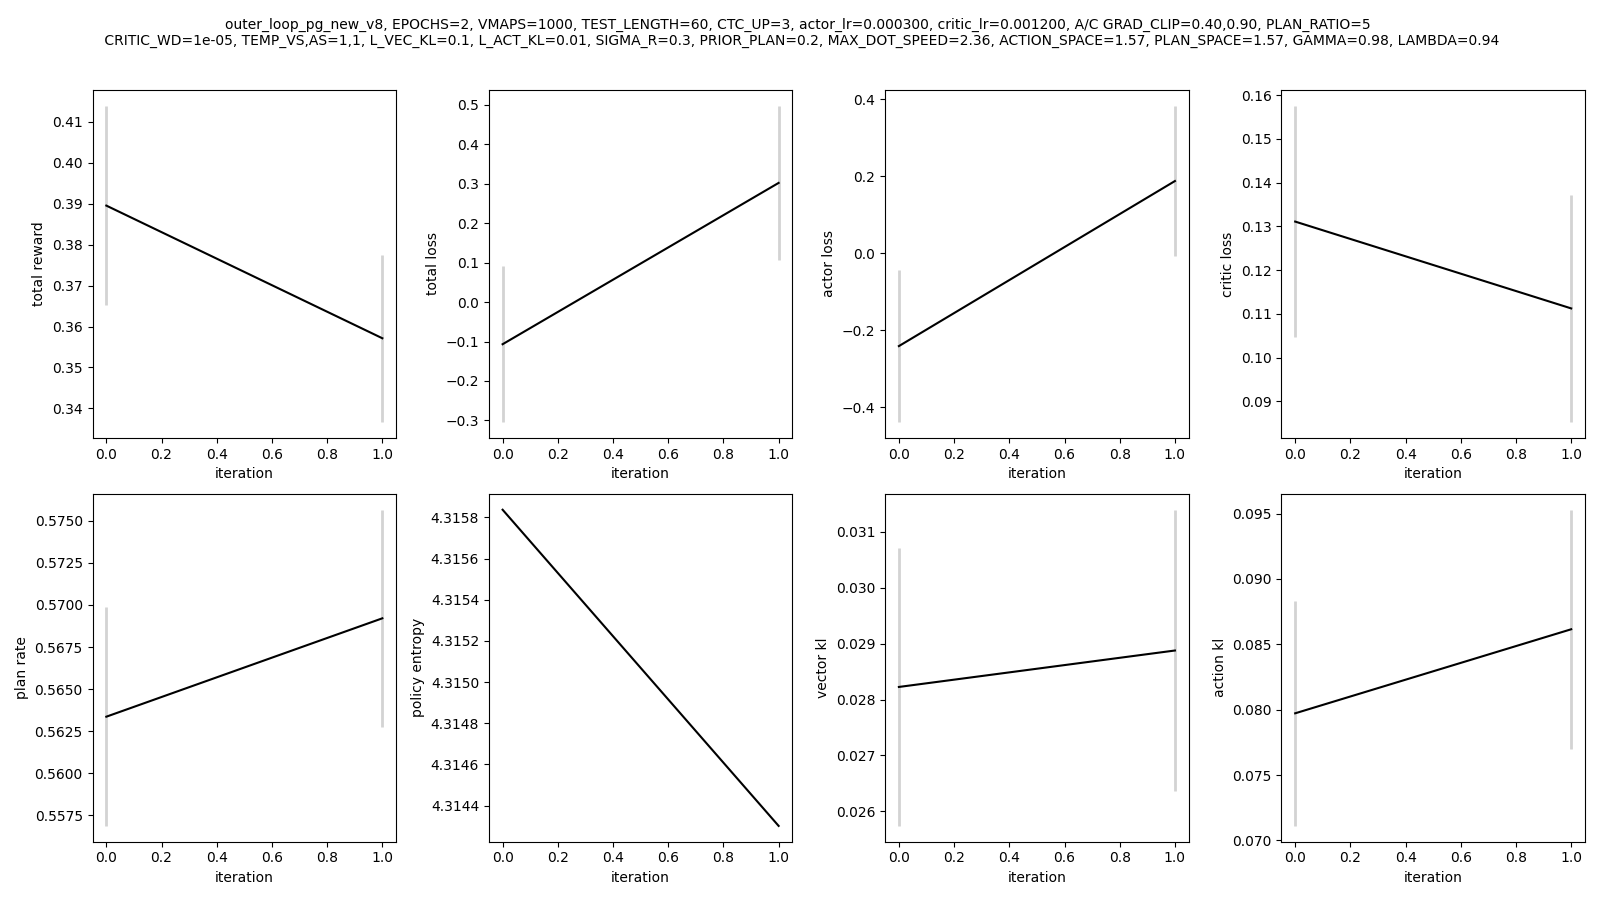 outer_loop_pg_new_v8, EPOCHS=2, VMAPS=1000, TEST_LENGTH=60, CTC_UP=3, actor_lr=0.000300, critic_lr=0.001200, A/C GRAD_CLIP=0.40,0.90, PLAN_RATIO=5
CRITIC_WD=1e-05, TEMP_VS,AS=1,1, L_VEC_KL=0.1, L_ACT_KL=0.01, SIGMA_R=0.3, PRIOR_PLAN=0.2, MAX_DOT_SPEED=2.36, ACTION_SPACE=1.57, PLAN_SPACE=1.57, GAMMA=0.98, LAMBDA=0.94
total reward
0.41
0.40
0.39
0.38
0.37
0.36
0.35
0.34
0.0 0.2 0.4 0.6 0.8 1.0
iteration
total loss
0.5
0.4
0.3
0.2
0.1
0.0
−0.1
−0.2
−0.3
0.0 0.2 0.4 0.6 0.8 1.0
iteration
actor loss
0.4
0.2
0.0
−0.2
−0.4
0.0 0.2 0.4 0.6 0.8 1.0
iteration
critic loss
0.16
0.15
0.14
0.13
0.12
0.11
0.10
0.09
0.0 0.2 0.4 0.6 0.8 1.0
iteration
plan rate
0.5750
0.5725
0.5700
0.5675
0.5650
0.5625
0.5600
0.5575
0.0 0.2 0.4 0.6 0.8 1.0
iteration
policy entropy
4.3158
4.3156
4.3154
4.3152
4.3150
4.3148
4.3146
4.3144
0.0 0.2 0.4 0.6 0.8 1.0
iteration
vector kl
0.031
0.030
0.029
0.028
0.027
0.026
0.0 0.2 0.4 0.6 0.8 1.0
iteration
action kl
0.095
0.090
0.085
0.080
0.075
0.070
0.0 0.2 0.4 0.6 0.8 1.0
iteration